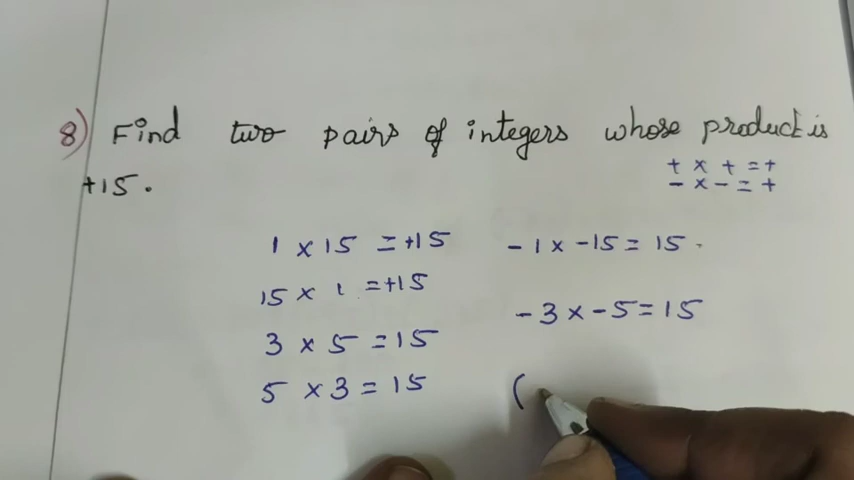 8) Find two pairs of integers whose product is
+15.
+ x + = +
- x - = +
1 x 15 = +15
15 x 1 = +15
3 x 5 = 15
5 x 3 = 15
-1 x -15 = 15
-3 x -5 = 15
(